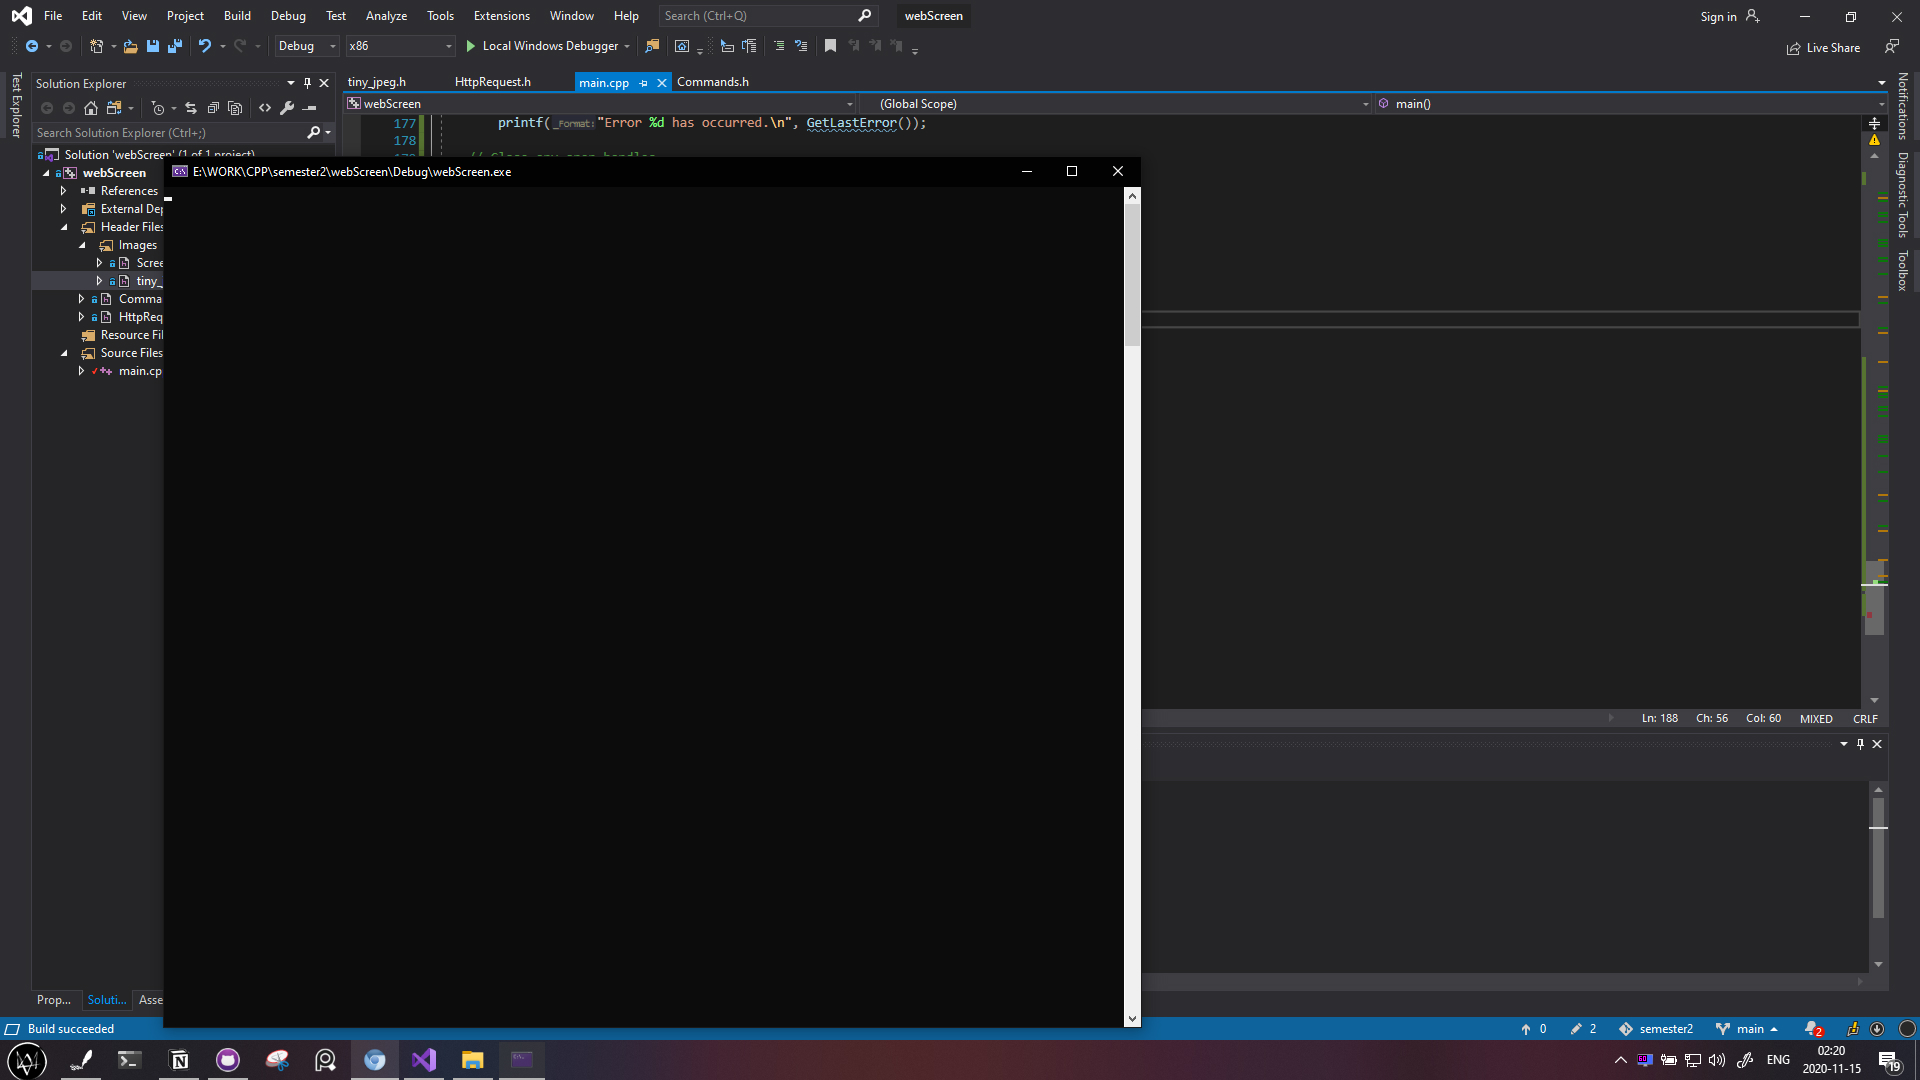 File Edit View Project Build Debug Test Analyze Tools Extensions Window Help Search (Ctrl+Q) webScreen Sign in
Debug x86 Local Windows Debugger Live Share
Test Explorer
Solution Explorer
Search Solution Explorer (Ctrl+;)
Solution 'webScreen' (1 of 1 project)
webScreen
References
External Dep
Header Files
Images
Scree
tiny_
Comma
HttpReq
Resource Fil
Source Files
main.cp
Prop... Soluti... Asse
tiny_jpeg.h HttpRequest.h main.cpp Commands.h
webScreen (Global Scope) main()
177 printf(_Format:"Error %d has occurred.\n", GetLastError());
178
E:\WORK\CPP\semester2\webScreen\Debug\webScreen.exe
Notifications
Diagnostic Tools
Toolbox
Ln: 188 Ch: 56 Col: 60 MIXED CRLF
Build succeeded 0 2 semester2 main 2
ENG 02:20
2020-11-15 19